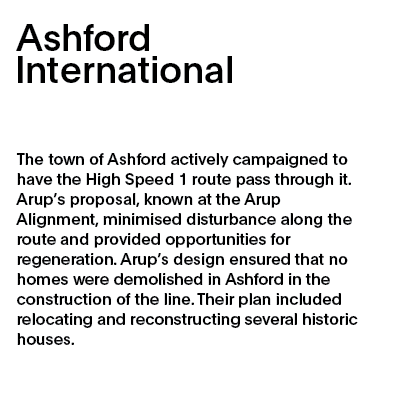 Ashford
International
The town of Ashford actively campaigned to
have the High Speed 1 route pass through it.
Arup’s proposal, known at the Arup
Alignment, minimised disturbance along the
route and provided opportunities for
regeneration. Arup’s design ensured that no
homes were demolished in Ashford in the
construction of the line. Their plan included
relocating and reconstructing several historic
houses.